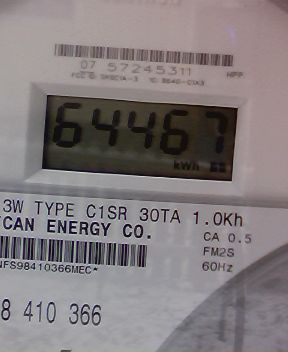 07 57245311
HPP
64467
kWh
3W TYPE C1SR 30TA 1.0Kh
CAN ENERGY CO.
CA 0.5
FM2S
60Hz
NFS98410366MEC*
8 410 366